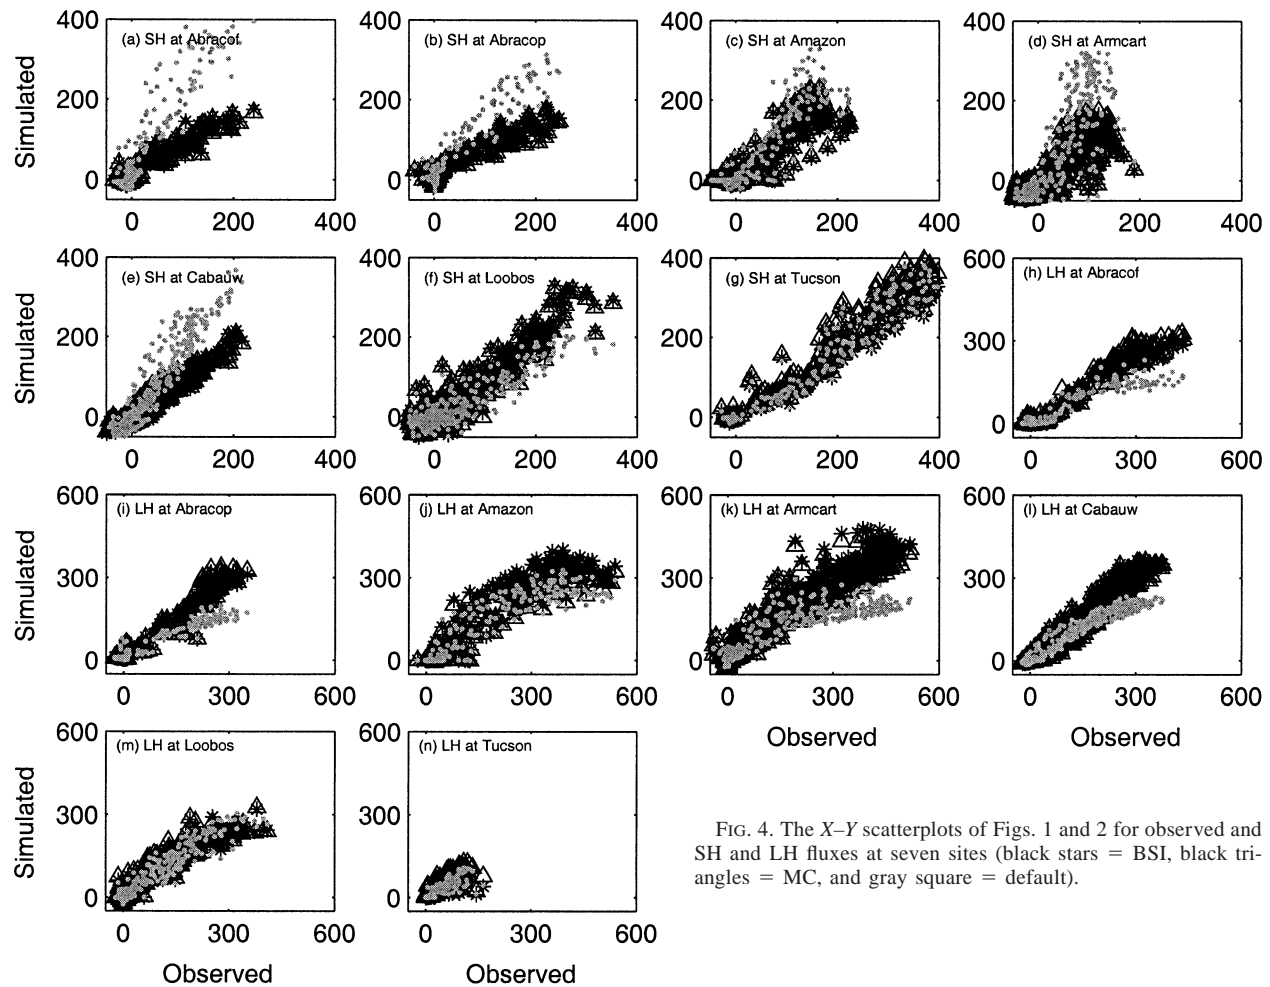 400
200
0
Simulated
(a) SH at Abracof
0 200 400
400
200
0
(b) SH at Abracop
0 200 400
400
200
0
(c) SH at Amazon
0 200 400
400
200
0
(d) SH at Armcart
0 200 400
400
200
0
Simulated
(e) SH at Cabauw
0 200 400
400
200
0
(f) SH at Loobos
0 200 400
400
200
0
(g) SH at Tucson
0 200 400
600
300
0
(h) LH at Abracof
0 300 600
600
300
0
Simulated
(i) LH at Abracop
0 300 600
600
300
0
(j) LH at Amazon
0 300 600
600
300
0
(k) LH at Armcart
0 300 600
Observed
600
300
0
(l) LH at Cabauw
0 300 600
Observed
600
300
0
Simulated
(m) LH at Loobos
0 300 600
Observed
600
300
0
(n) LH at Tucson
0 300 600
Observed
FIG. 4. The X–Y scatterplots of Figs. 1 and 2 for observed and
SH and LH fluxes at seven sites (black stars = BSI, black tri-
angles = MC, and gray square = default).